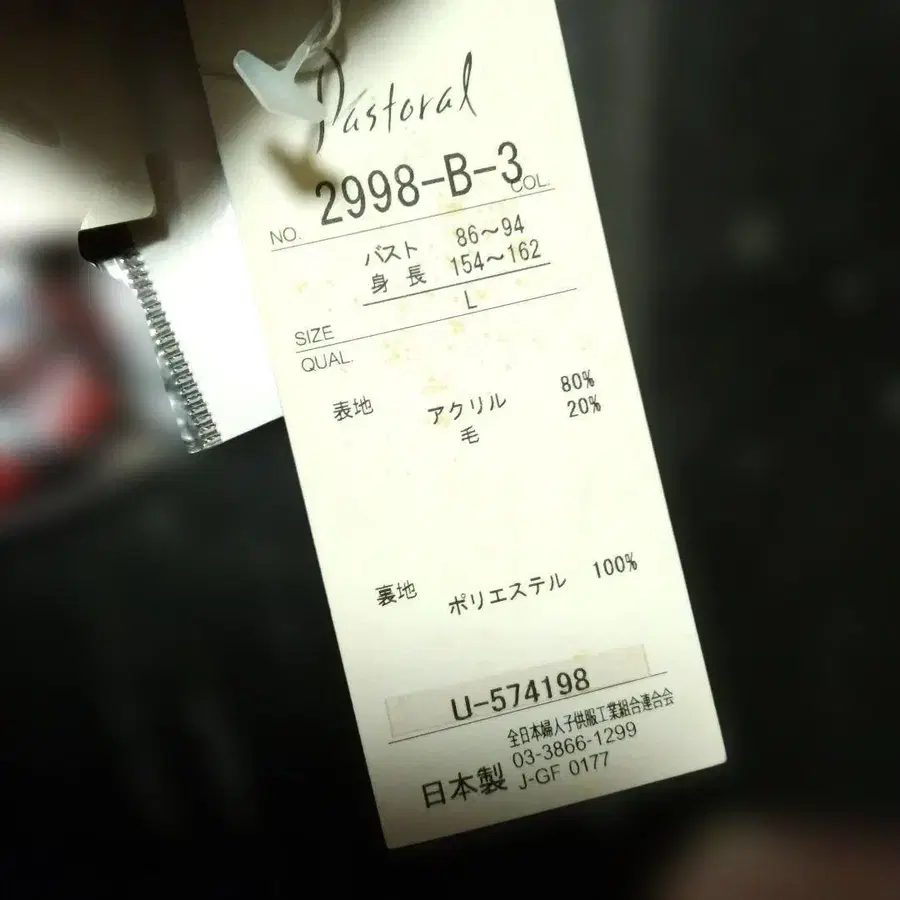 Pastoral
NO. 2998-B-3 COL.
バスト 86～94
身長 154～162
SIZE L
QUAL.
表地 アクリル 80%
毛 20%
裏地 ポリエステル 100%
U-574198
全日本婦人子供服工業組合連合会
03-3866-1299
日本製 J-GF 0177